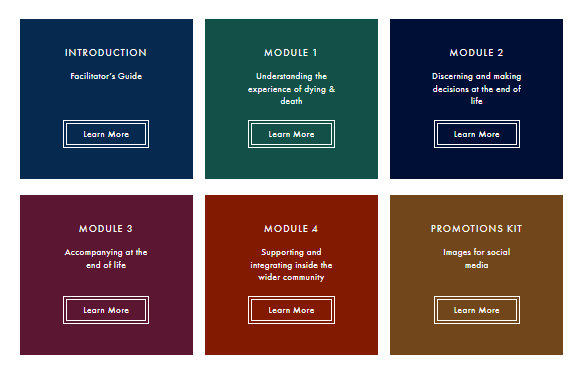 INTRODUCTION
Facilitator's Guide
Learn More
MODULE 1
Understanding the
experience of dying &
death
Learn More
MODULE 2
Discerning and making
decisions at the end of
life
Learn More
MODULE 3
Accompanying at the
end of life
Learn More
MODULE 4
Supporting and
integrating inside the
wider community
Learn More
PROMOTIONS KIT
Images for social
media
Learn More